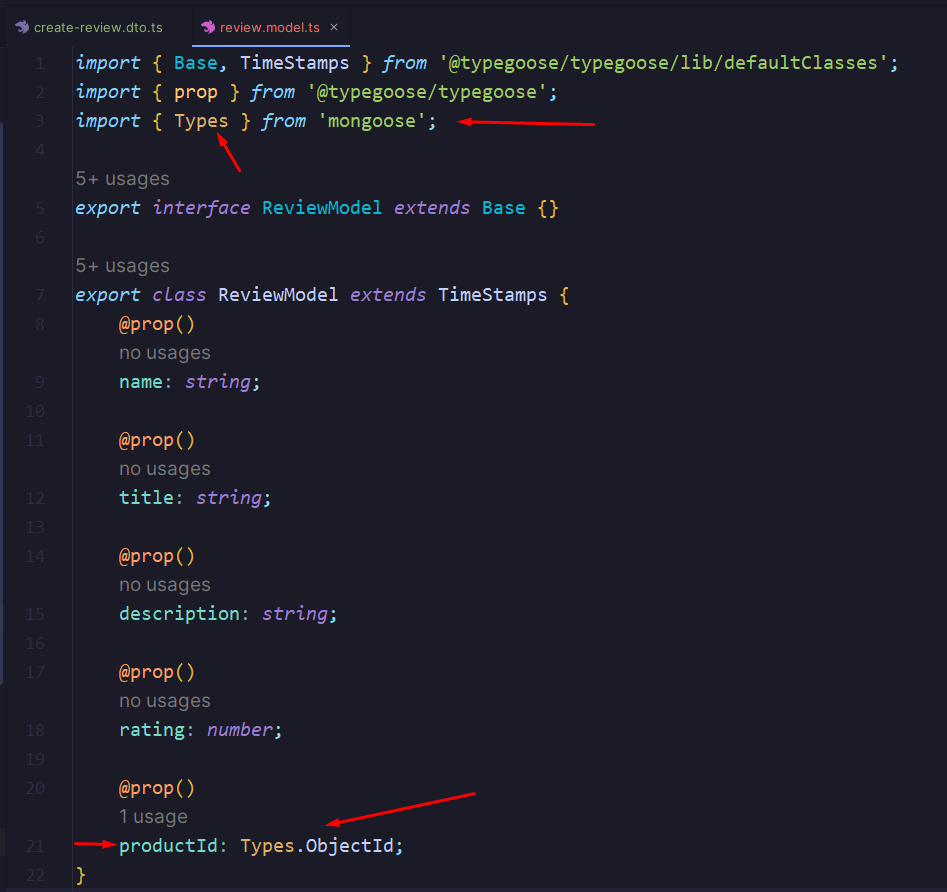 create-review.dto.ts review.model.ts ×
1 import { Base, TimeStamps } from '@typegoose/typegoose/lib/defaultClasses';
2 import { prop } from '@typegoose/typegoose';
3 import { Types } from 'mongoose';
4
5+ usages
5 export interface ReviewModel extends Base {}
6
5+ usages
7 export class ReviewModel extends TimeStamps {
8 @prop()
no usages
9 name: string;
10
11 @prop()
no usages
12 title: string;
13
14 @prop()
no usages
15 description: string;
16
17 @prop()
no usages
18 rating: number;
19
20 @prop()
1 usage
21 productId: Types.ObjectId;
22 }